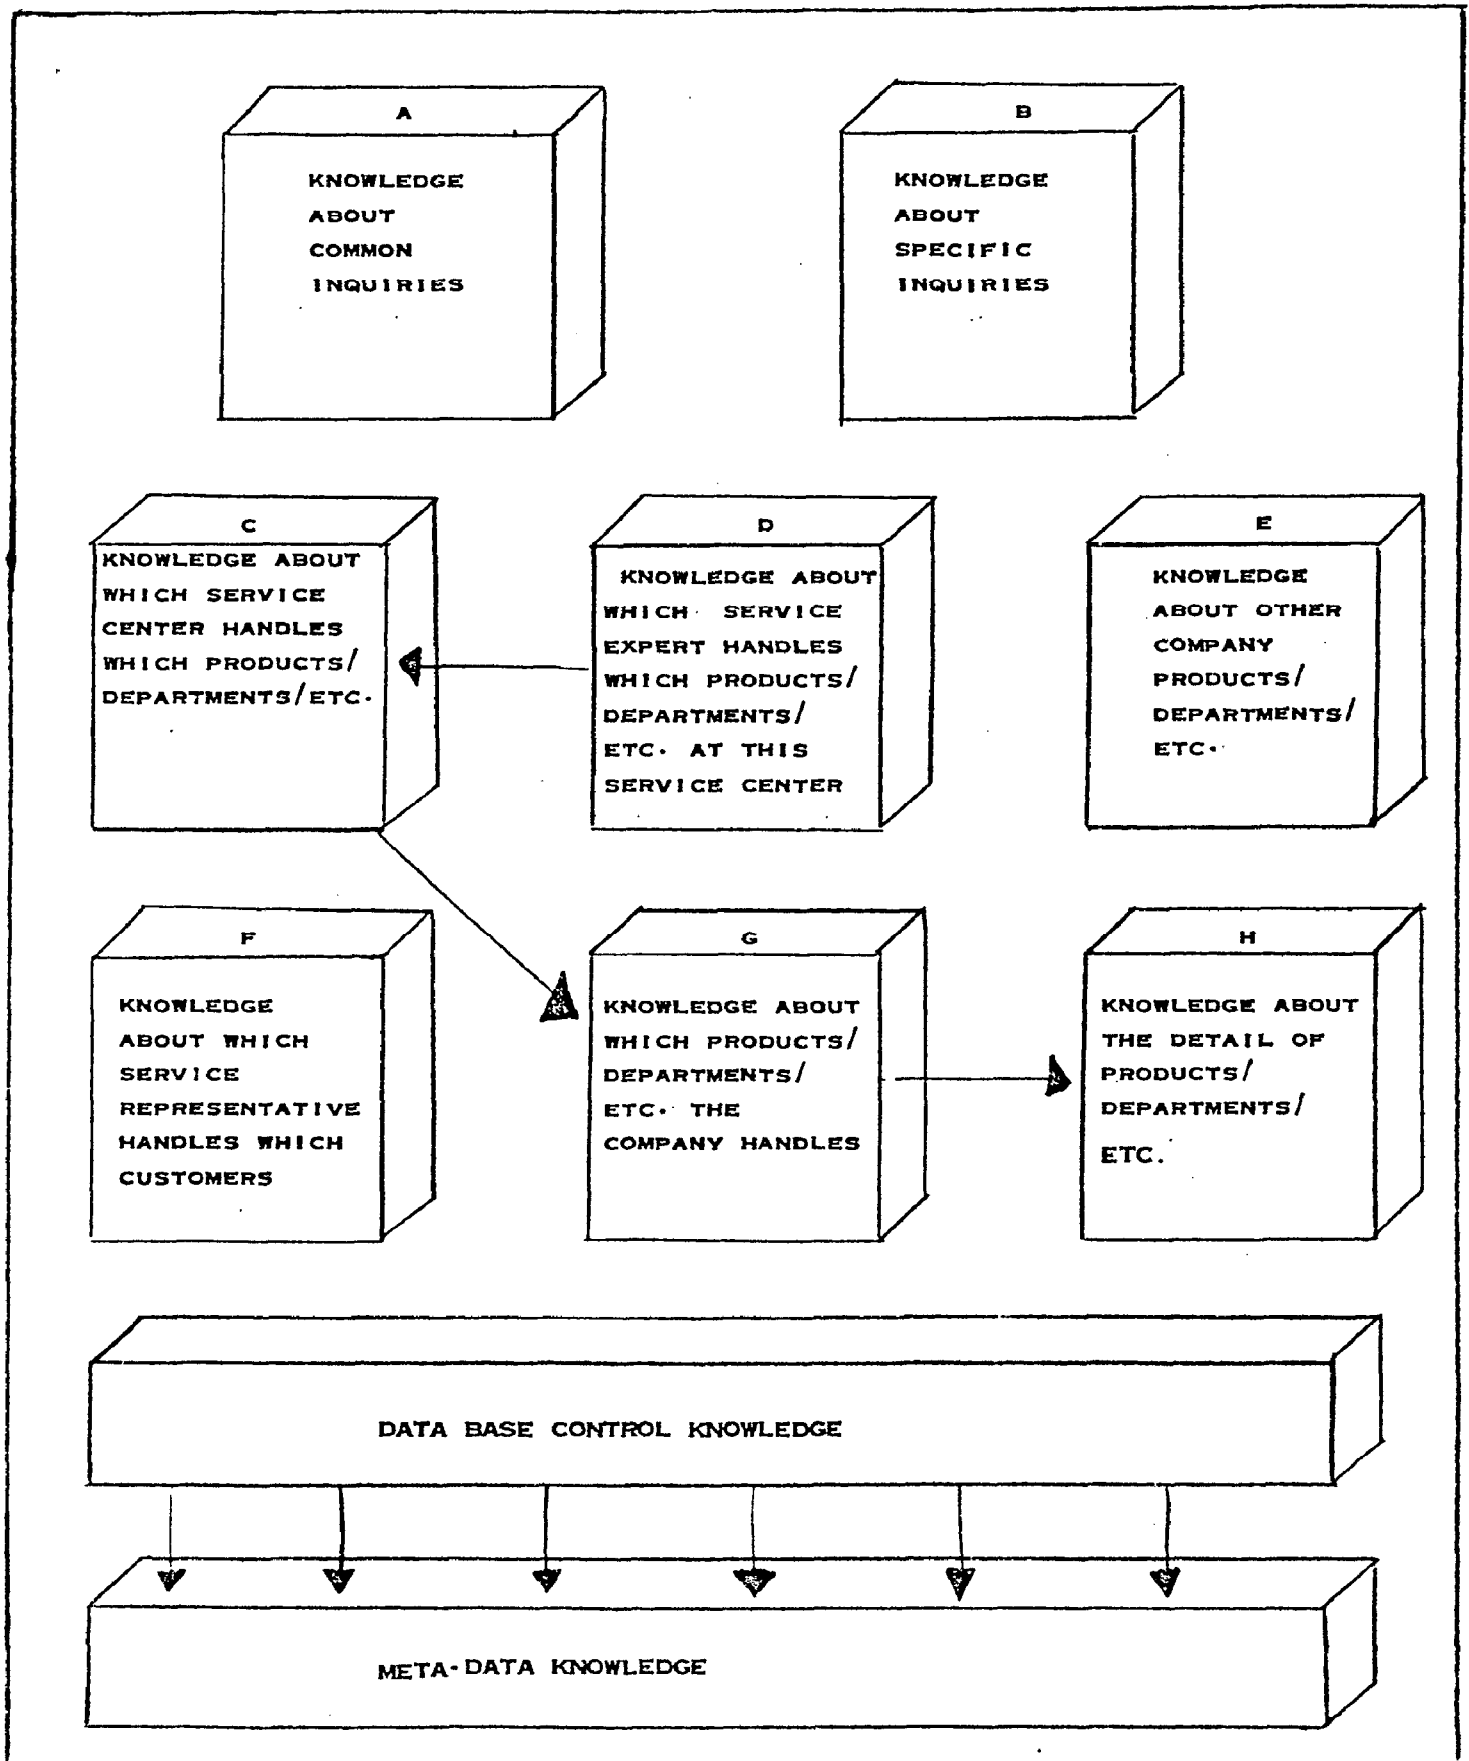 A
KNOWLEDGE
ABOUT
COMMON
INQUIRIES
B
KNOWLEDGE
ABOUT
SPECIFIC
INQUIRIES
C
KNOWLEDGE ABOUT
WHICH SERVICE
CENTER HANDLES
WHICH PRODUCTS/
DEPARTMENTS/ETC.
D
KNOWLEDGE ABOUT
WHICH SERVICE
EXPERT HANDLES
WHICH PRODUCTS/
DEPARTMENTS/
ETC. AT THIS
SERVICE CENTER
E
KNOWLEDGE
ABOUT OTHER
COMPANY
PRODUCTS/
DEPARTMENTS/
ETC.
F
KNOWLEDGE
ABOUT WHICH
SERVICE
REPRESENTATIVE
HANDLES WHICH
CUSTOMERS
G
KNOWLEDGE ABOUT
WHICH PRODUCTS/
DEPARTMENTS/
ETC. THE
COMPANY HANDLES
H
KNOWLEDGE ABOUT
THE DETAIL OF
PRODUCTS/
DEPARTMENTS/
ETC.
DATA BASE CONTROL KNOWLEDGE
META-DATA KNOWLEDGE